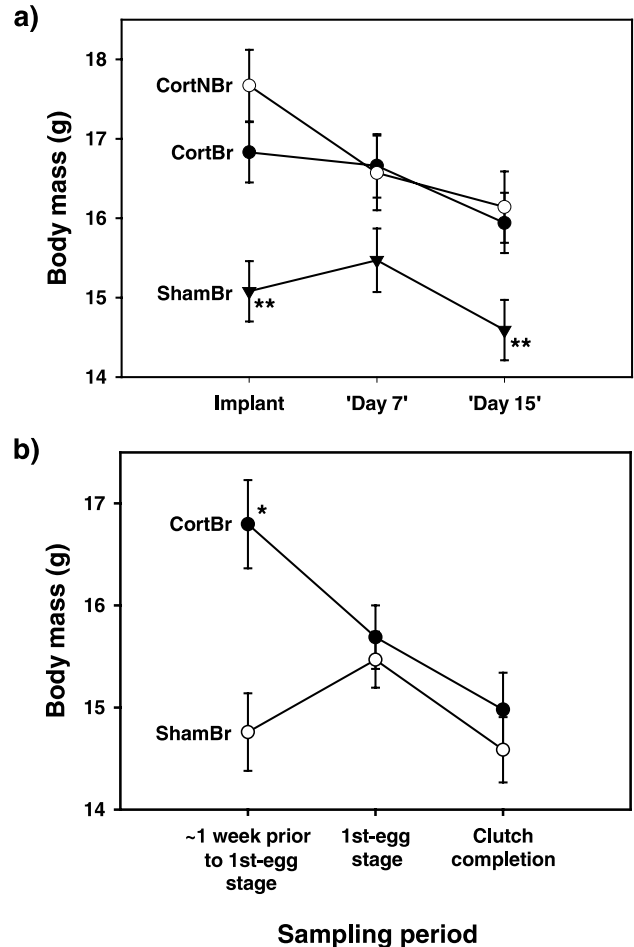 a)
18
17
16
15
14
Body mass (g)
CortNBr
CortBr
ShamBr
**
**
Implant
'Day 7'
'Day 15'
b)
17
16
15
14
Body mass (g)
CortBr
*
ShamBr
~1 week prior
to 1st-egg
stage
1st-egg
stage
Clutch
completion
Sampling period